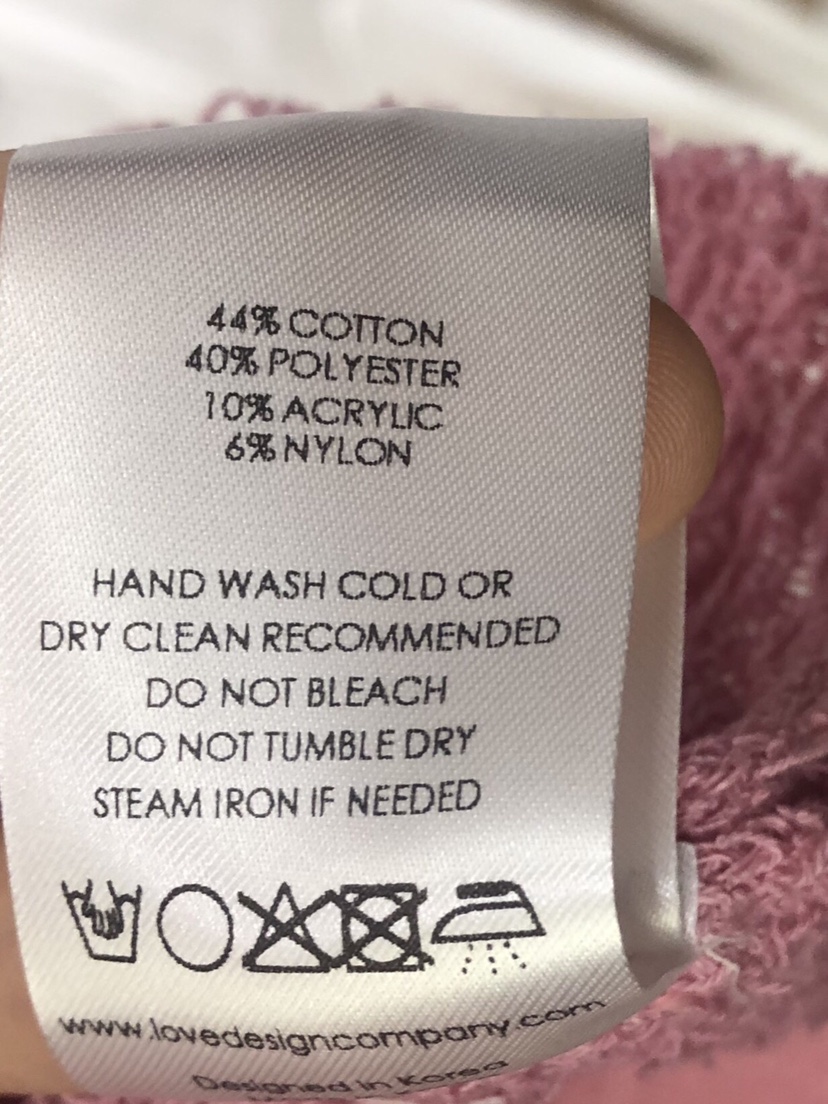 44% COTTON
40% POLYESTER
10% ACRYLIC
6% NYLON
HAND WASH COLD OR
DRY CLEAN RECOMMENDED
DO NOT BLEACH
DO NOT TUMBLE DRY
STEAM IRON IF NEEDED
www.lovedesigncompany.com
Designed in Korea